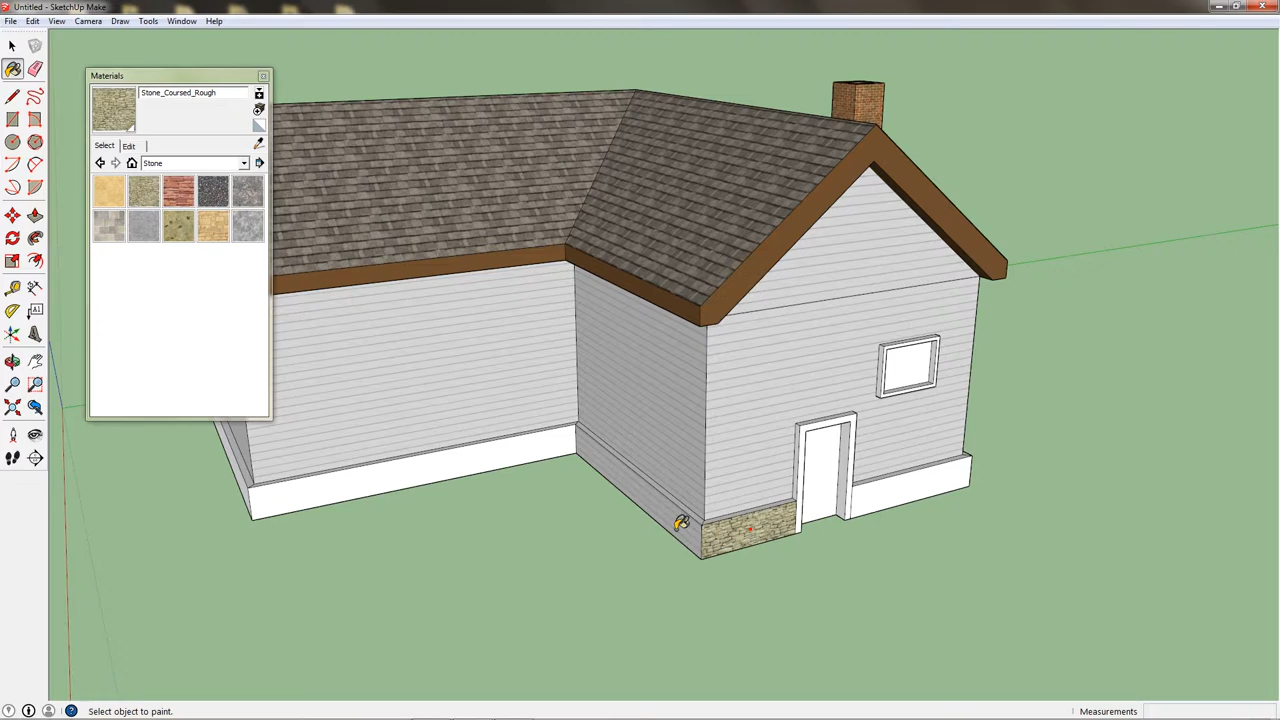 Untitled - SketchUp Make
File Edit View Camera Draw Tools Window Help
Materials
Stone_Coursed_Rough
Select Edit
Stone
A1
Select object to paint.
Measurements